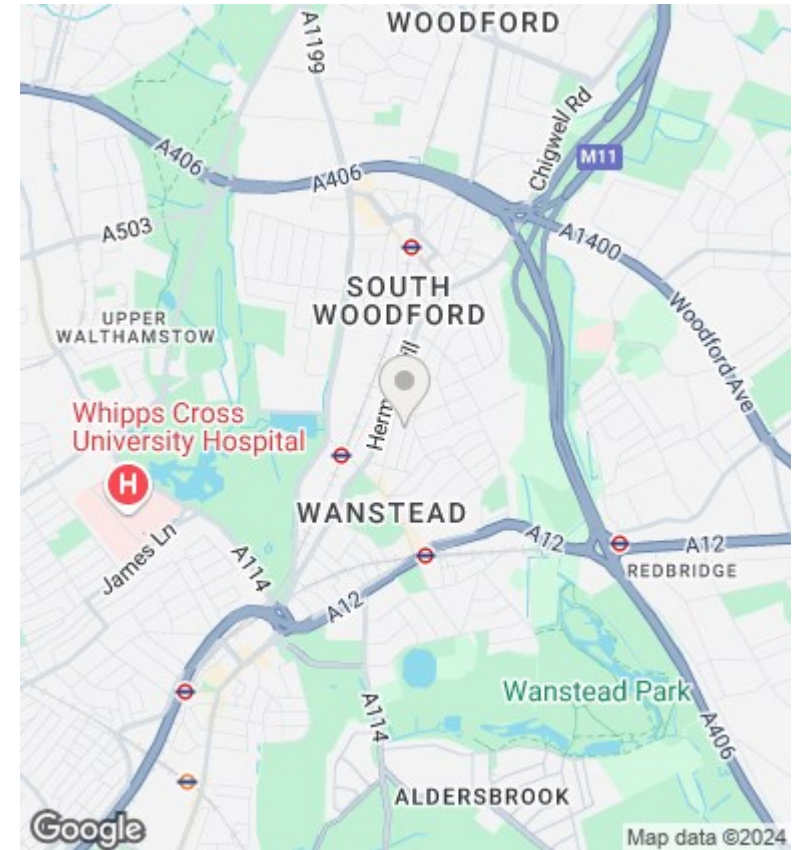 WOODFORD
A1199
Chigwell Rd
M11
A406
A406
A503
A1400
SOUTH
WOODFORD
UPPER
WALTHAMSTOW
Woodford Ave
Whipps Cross
University Hospital
H
WANSTEAD
James Ln
A114
A12
A12
A12
REDBRIDGE
Wanstead Park
A114
A406
ALDERSBROOK
Google
Map data ©2024